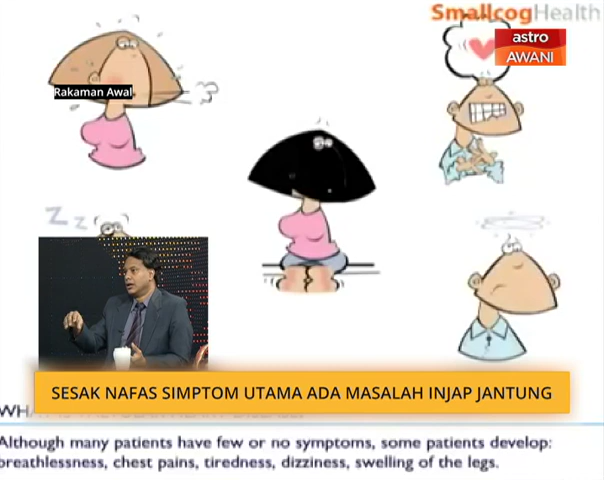 SmallcogHealth
astro
AWANI
Rakaman Awal
Z z
SESAK NAFAS SIMPTOM UTAMA ADA MASALAH INJAP JANTUNG
Although many patients have few or no symptoms, some patients develop:
breathlessness, chest pains, tiredness, dizziness, swelling of the legs.